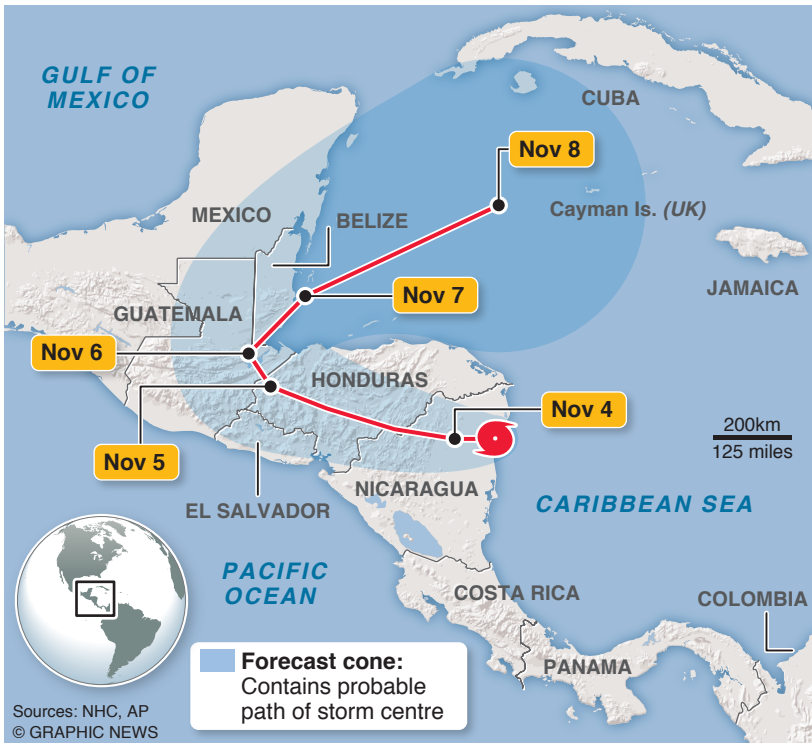 GULF OF
MEXICO
CUBA
Nov 8
MEXICO
BELIZE
Cayman Is. (UK)
JAMAICA
Nov 7
GUATEMALA
Nov 6
HONDURAS
Nov 4
200km
125 miles
Nov 5
NICARAGUA
EL SALVADOR
CARIBBEAN SEA
PACIFIC
OCEAN
COSTA RICA
COLOMBIA
PANAMA
Forecast cone:
Contains probable
path of storm centre
Sources: NHC, AP
© GRAPHIC NEWS